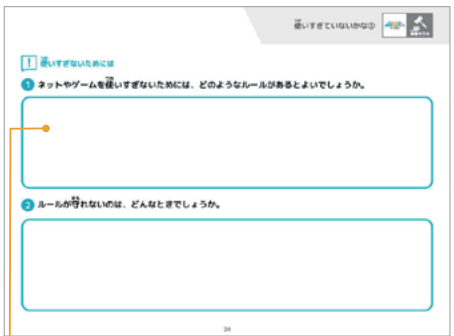 使いすぎていないかな①
! 使いすぎないためには
1 ネットやゲームを使いすぎないためには、どのようなルールがあるとよいでしょうか。
2 ルールが守れないのは、どんなときでしょうか。